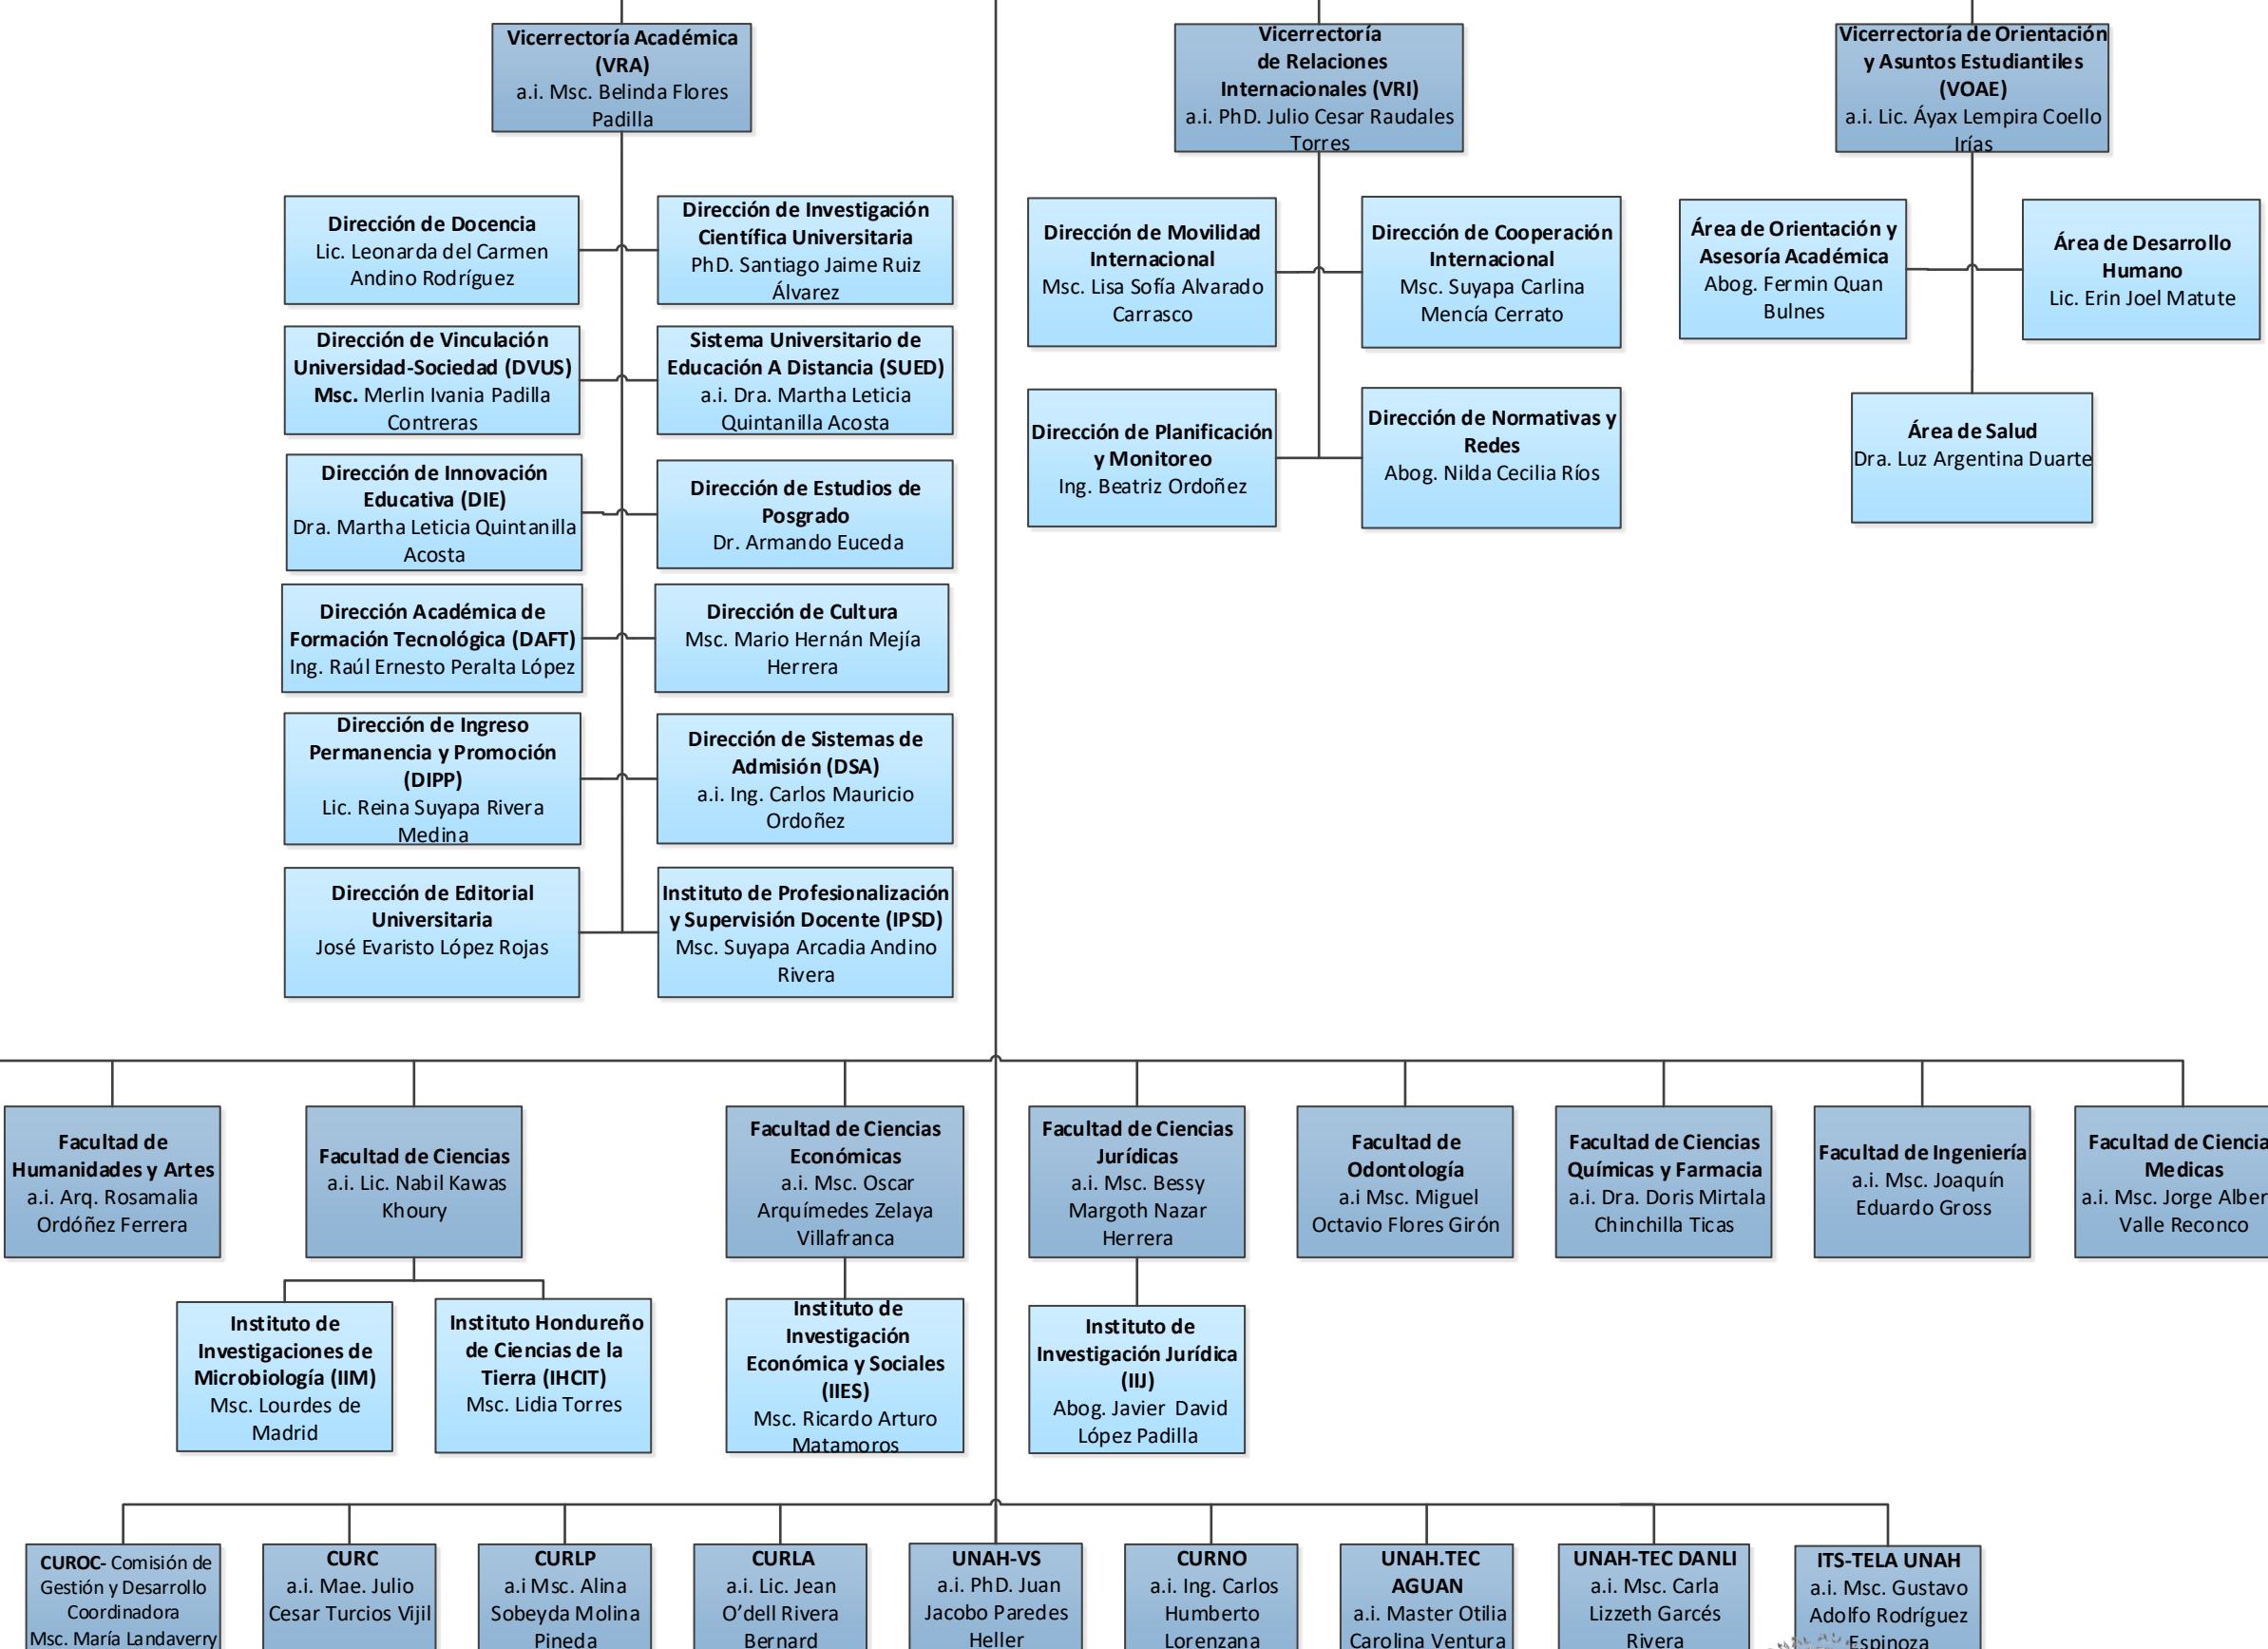 Vicerrectoría Académica
(VRA)
a.i. Msc. Belinda Flores
Padilla
Vicerrectoría
de Relaciones
Internacionales (VRI)
a.i. PhD. Julio Cesar Raudales
Torres
Vicerrectoría de Orientación
y Asuntos Estudiantiles
(VOAE)
a.i. Lic. Áyax Lempira Coello
Irías
Dirección de Docencia
Lic. Leonarda del Carmen
Andino Rodríguez
Dirección de Investigación
Científica Universitaria
PhD. Santiago Jaime Ruiz
Álvarez
Dirección de Movilidad
Internacional
Msc. Lisa Sofía Alvarado
Carrasco
Dirección de Cooperación
Internacional
Msc. Suyapa Carlina
Mencía Cerrato
Área de Orientación y
Asesoría Académica
Abog. Fermin Quan
Bulnes
Área de Desarrollo
Humano
Lic. Erin Joel Matute
Dirección de Vinculación
Universidad-Sociedad (DVUS)
Msc. Merlin Ivania Padilla
Contreras
Sistema Universitario de
Educación A Distancia (SUED)
a.i. Dra. Martha Leticia
Quintanilla Acosta
Dirección de Planificación
y Monitoreo
Ing. Beatriz Ordoñez
Dirección de Normativas y
Redes
Abog. Nilda Cecilia Ríos
Área de Salud
Dra. Luz Argentina Duarte
Dirección de Innovación
Educativa (DIE)
Dra. Martha Leticia Quintanilla
Acosta
Dirección de Estudios de
Posgrado
Dr. Armando Euceda
Dirección Académica de
Formación Tecnológica (DAFT)
Ing. Raúl Ernesto Peralta López
Dirección de Cultura
Msc. Mario Hernán Mejía
Herrera
Dirección de Ingreso
Permanencia y Promoción
(DIPP)
Lic. Reina Suyapa Rivera
Medina
Dirección de Sistemas de
Admisión (DSA)
a.i. Ing. Carlos Mauricio
Ordoñez
Dirección de Editorial
Universitaria
José Evaristo López Rojas
Instituto de Profesionalización
y Supervisión Docente (IPSD)
Msc. Suyapa Arcadia Andino
Rivera
Facultad de
Humanidades y Artes
a.i. Arq. Rosamalia
Ordóñez Ferrera
Facultad de Ciencias
a.i. Lic. Nabil Kawas
Khoury
Facultad de Ciencias
Económicas
a.i. Msc. Oscar
Arquímedes Zelaya
Villafranca
Facultad de Ciencias
Jurídicas
a.i. Msc. Bessy
Margoth Nazar
Herrera
Facultad de
Odontología
a.i Msc. Miguel
Octavio Flores Girón
Facultad de Ciencias
Químicas y Farmacia
a.i. Dra. Doris Mirtala
Chinchilla Ticas
Facultad de Ingeniería
a.i. Msc. Joaquín
Eduardo Gross
Facultad de Ciencia
Medicas
a.i. Msc. Jorge Alber
Valle Reconco
Instituto de
Investigaciones de
Microbiología (IIM)
Msc. Lourdes de
Madrid
Instituto Hondureño
de Ciencias de la
Tierra (IHCIT)
Msc. Lidia Torres
Instituto de
Investigación
Económica y Sociales
(IIES)
Msc. Ricardo Arturo
Matamoros
Instituto de
Investigación Jurídica
(IIJ)
Abog. Javier David
López Padilla
CUROC- Comisión de
Gestión y Desarrollo
Coordinadora
Msc. María Landaverry
CURC
a.i. Mae. Julio
Cesar Turcios Vijil
CURLP
a.i Msc. Alina
Sobeyda Molina
Pineda
CURLA
a.i. Lic. Jean
O'dell Rivera
Bernard
UNAH-VS
a.i. PhD. Juan
Jacobo Paredes
Heller
CURNO
a.i. Ing. Carlos
Humberto
Lorenzana
UNAH.TEC
AGUAN
a.i. Master Otilia
Carolina Ventura
UNAH-TEC DANLI
a.i. Msc. Carla
Lizzeth Garcés
Rivera
ITS-TELA UNAH
a.i. Msc. Gustavo
Adolfo Rodríguez
Espinoza